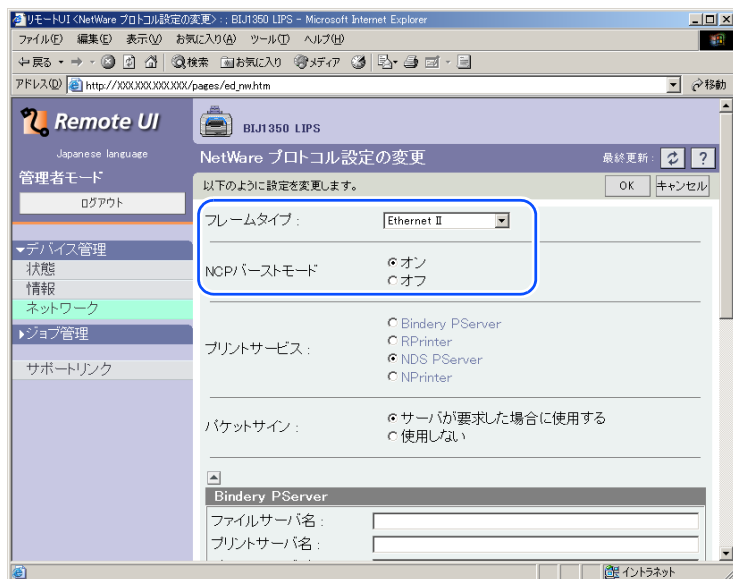 リモートUI <NetWare プロトコル設定の変更> : ; BIJ1350 LIPS - Microsoft Internet Explorer
ファイル(F) 編集(E) 表示(V) お気に入り(A) ツール(T) ヘルプ(H)
戻る 検索 お気に入り メディア
アドレス(D) http://XXX.XXX.XXX.XXX/pages/ed_nw.htm 移動
Remote UI
BIJ1350 LIPS
Japanese language
NetWare プロトコル設定の変更 最終更新 : ?
管理者モード
以下のように設定を変更します。 OK キャンセル
ログアウト
フレームタイプ : Ethernet II
▼デバイス管理
状態
情報
ネットワーク
▶ジョブ管理
サポートリンク
NCPバーストモード オン
オフ
プリントサービス : Bindery PServer
RPrinter
NDS PServer
NPrinter
パケットサイン : サーバが要求した場合に使用する
使用しない
Bindery PServer
ファイルサーバ名 :
プリントサーバ名 :
イントラネット